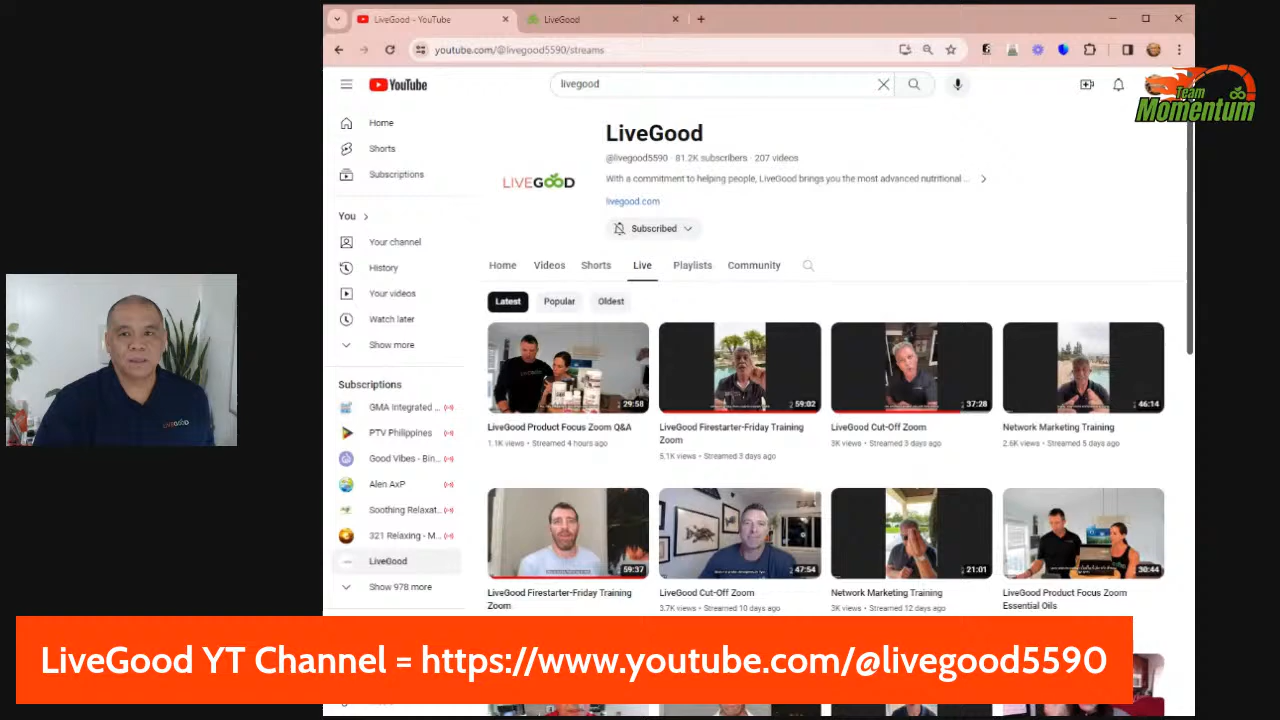 LiveGood - YouTube
LiveGood
youtube.com/@livegood5590/streams
YouTube
livegood
Team
Momentum
Home
Shorts
Subscriptions
You
Your channel
History
Your videos
Watch later
Show more
Subscriptions
GMA Integrated ...
PTV Philippines
Good Vibes - Bin...
Alen AxP
Soothing Relaxat...
321 Relaxing - M...
LiveGood
Show 978 more
LIVEGOOD
LiveGood
@livegood5590 · 81.2K subscribers · 207 videos
With a commitment to helping people, LiveGood brings you the most advanced nutritional ...
livegood.com
Subscribed
Home Videos Shorts Live Playlists Community
Latest Popular Oldest
29:58
59:02
37:28
46:14
LiveGood Product Focus Zoom Q&A
1.1K views • Streamed 4 hours ago
LiveGood Firestarter-Friday Training
Zoom
5.1K views • Streamed 3 days ago
LiveGood Cut-Off Zoom
3K views • Streamed 3 days ago
Network Marketing Training
2.6K views • Streamed 5 days ago
59:37
47:54
21:01
30:44
LiveGood Firestarter-Friday Training
Zoom
LiveGood Cut-Off Zoom
3.7K views • Streamed 10 days ago
Network Marketing Training
3K views • Streamed 12 days ago
LiveGood Product Focus Zoom
Essential Oils
LIVEGOOD
LiveGood YT Channel = https://www.youtube.com/@livegood5590